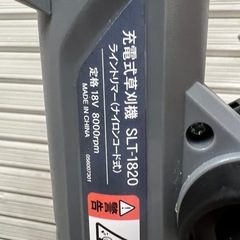 充電式草刈機 SLT-1820
ライントリマー(ナイロンコード式)
定格 18V 8000rpm
MADE IN CHINA
警告